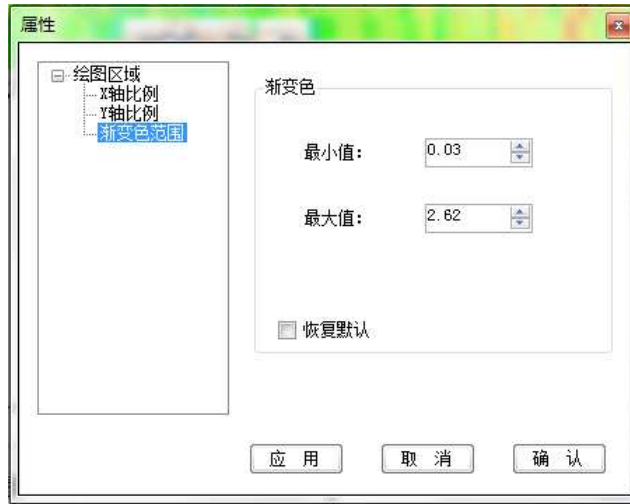 属性
绘图区域
X轴比例
Y轴比例
渐变色范围
渐变色
最小值: 0.03
最大值: 2.62
恢复默认
应 用 取 消 确 认